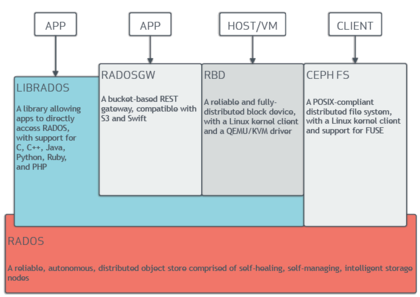 APP
APP
HOST/VM
CLIENT
LIBRADOS
A library allowing
apps to directly
access RADOS,
with support for
C, C++, Java,
Python, Ruby,
and PHP
RADOSGW
A bucket-based REST
gateway, compatible with
S3 and Swift
RBD
A reliable and fully-
distributed block device,
with a Linux kernel client
and a QEMU/KVM driver
CEPH FS
A POSIX-compliant
distributed file system,
with a Linux kernel client
and support for FUSE
RADOS
A reliable, autonomous, distributed object store comprised of self-healing, self-managing, intelligent storage
nodes